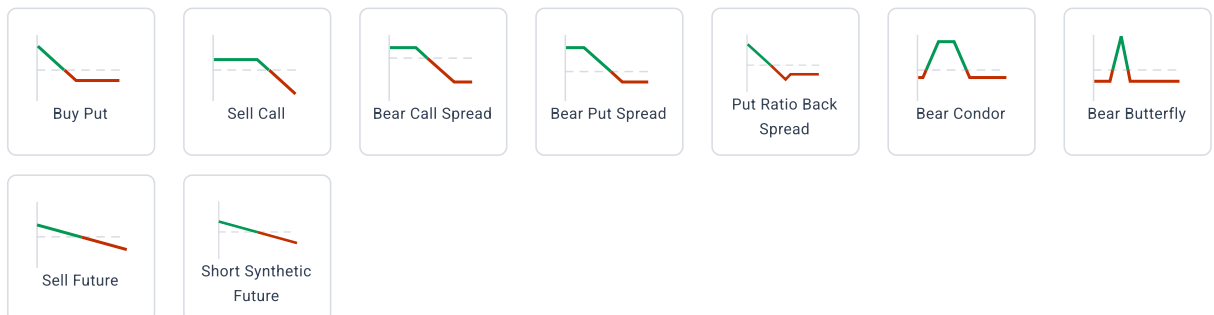 Buy Put
Sell Call
Bear Call Spread
Bear Put Spread
Put Ratio Back
Spread
Bear Condor
Bear Butterfly
Sell Future
Short Synthetic
Future